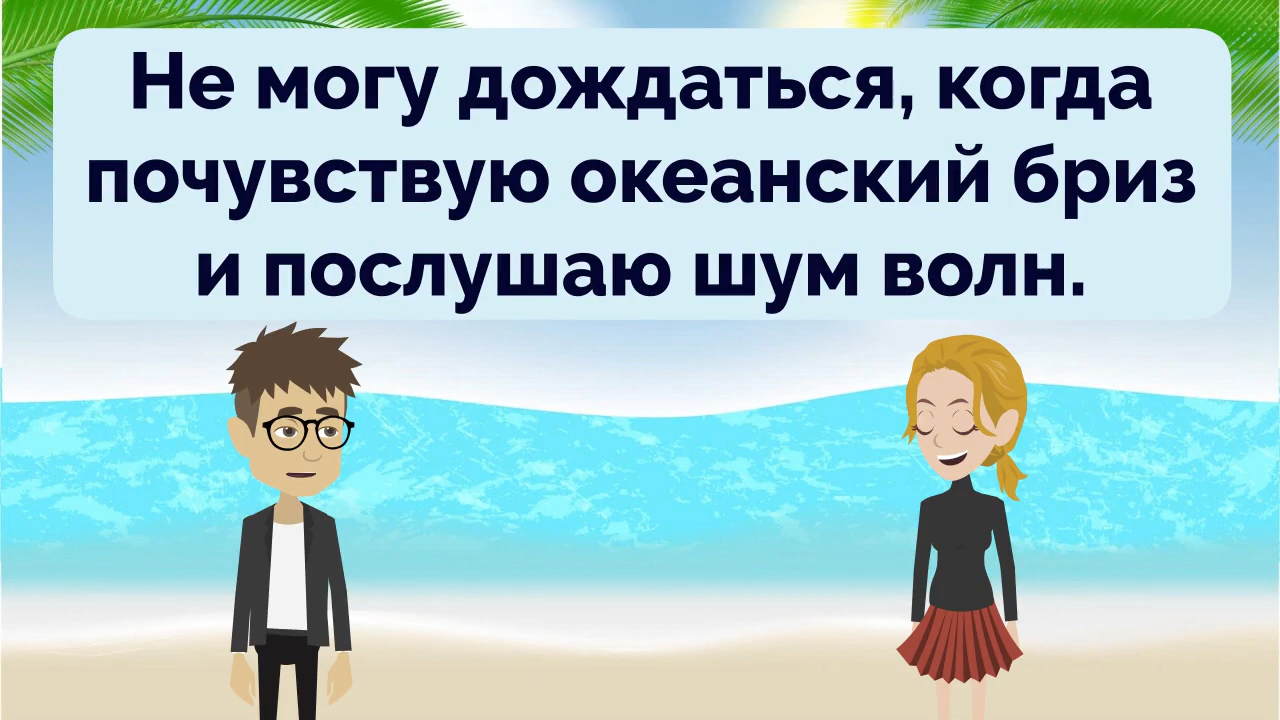 Не могу дождаться, когда
почувствую океанский бриз
и послушаю шум волн.